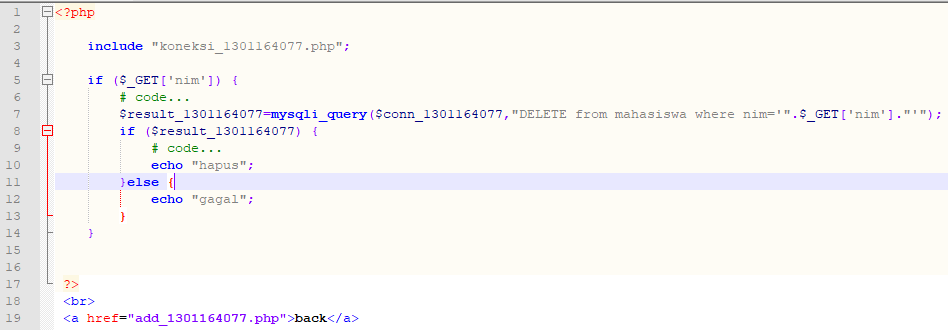 1 <?php
2
3     include "koneksi_1301164077.php";
4
5     if ($_GET['nim']) {
6         # code...
7         $result_1301164077=mysqli_query($conn_1301164077,"DELETE from mahasiswa where nim='".$_GET['nim']."'");
8         if ($result_1301164077) {
9             # code...
10             echo "hapus";
11         }else {
12             echo "gagal";
13         }
14     }
15
16
17 ?>
18 <br>
19 <a href="add_1301164077.php">back</a>